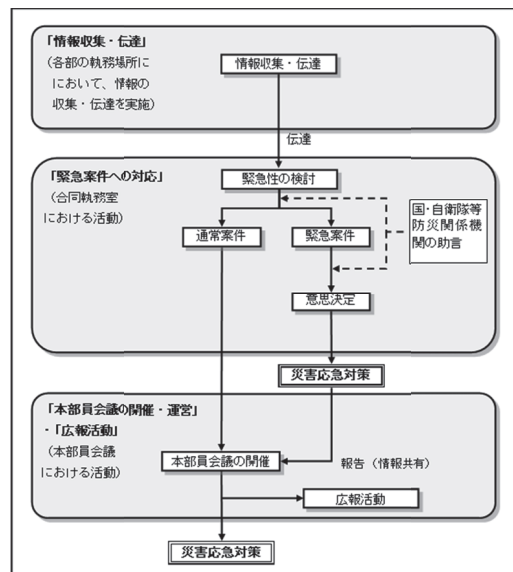 「情報収集・伝達」
(各部の執務場所に
において、情報の
収集・伝達を実施)
情報収集・伝達
伝達
「緊急案件への対応」
(合同執務室
における活動)
緊急性の検討
通常案件
緊急案件
国・自衛隊等
防災関係機
関の助言
意思決定
災害応急対策
「本部員会議の開催・運営」
・「広報活動」
(本部員会議
における活動)
本部員会議の開催
報告(情報共有)
広報活動
災害応急対策